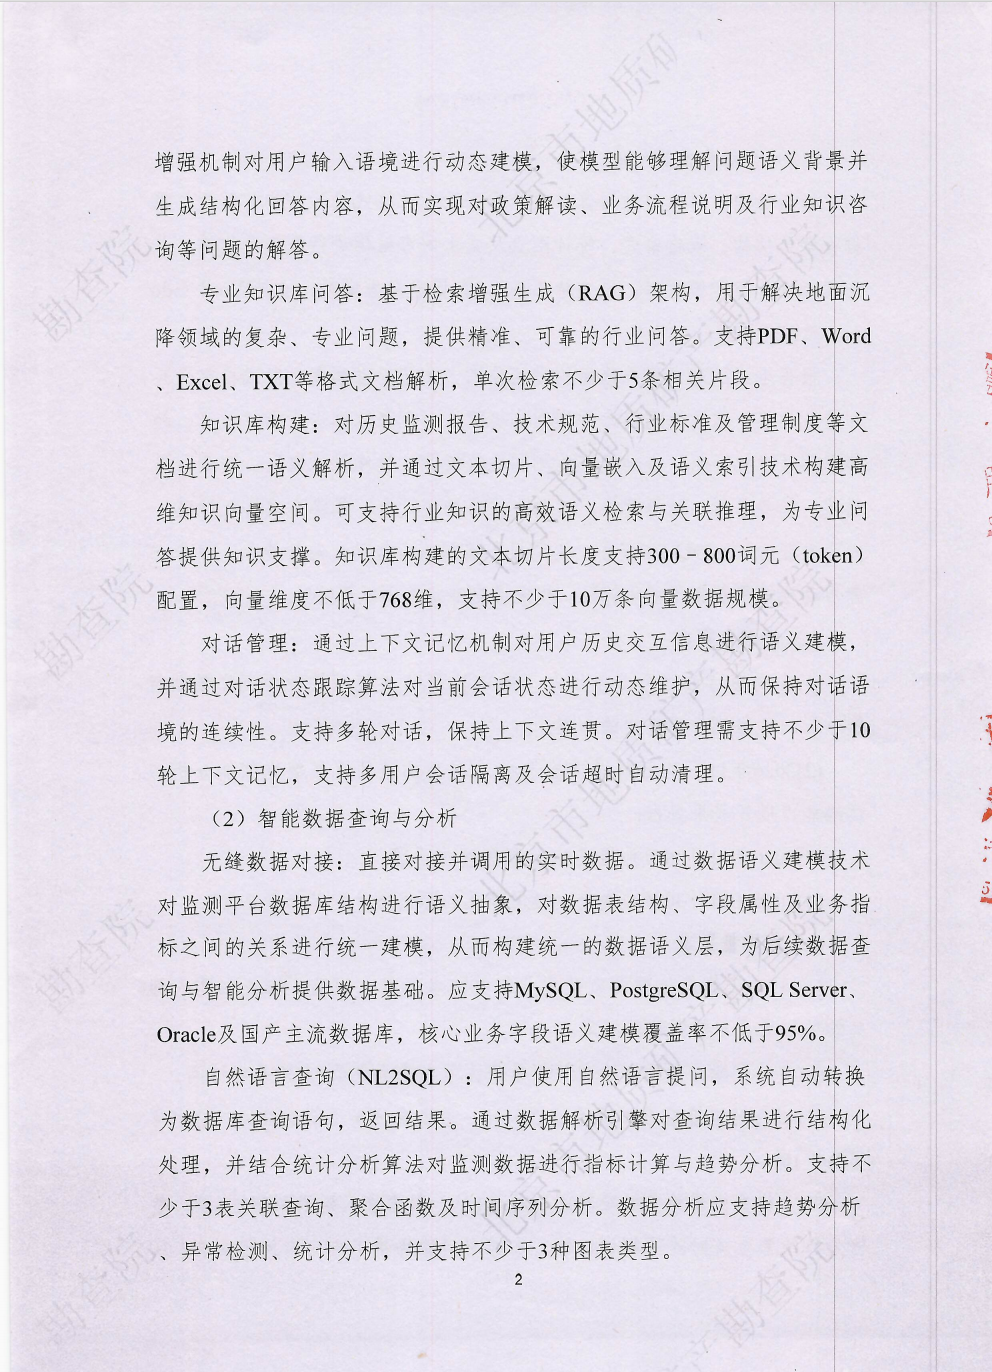 增强机制对用户输入语境进行动态建模，使模型能够理解问题语义背景并
生成结构化回答内容，从而实现对政策解读、业务流程说明及行业知识咨
询等问题的解答。
专业知识库问答：基于检索增强生成（RAG）架构，用于解决地面沉
降领域的复杂、专业问题，提供精准、可靠的行业问答。支持PDF、Word
、Excel、TXT等格式文档解析，单次检索不少于5条相关片段。
知识库构建：对历史监测报告、技术规范、行业标准及管理制度等文
档进行统一语义解析，并通过文本切片、向量嵌入及语义索引技术构建高
维知识向量空间。可支持行业知识的高效语义检索与关联推理，为专业问
答提供知识支撑。知识库构建的文本切片长度支持300–800词元（token）
配置，向量维度不低于768维，支持不少于10万条向量数据规模。
对话管理：通过上下文记忆机制对用户历史交互信息进行语义建模，
并通过对话状态跟踪算法对当前会话状态进行动态维护，从而保持对话语
境的连续性。支持多轮对话，保持上下文连贯。对话管理需支持不少于10
轮上下文记忆，支持多用户会话隔离及会话超时自动清理。
（2）智能数据查询与分析
无缝数据对接：直接对接并调用的实时数据。通过数据语义建模技术
对监测平台数据库结构进行语义抽象，对数据表结构、字段属性及业务指
标之间的关系进行统一建模，从而构建统一的数据语义层，为后续数据查
询与智能分析提供数据基础。应支持MySQL、PostgreSQL、SQL Server、
Oracle及国产主流数据库，核心业务字段语义建模覆盖率不低于95%。
自然语言查询（NL2SQL）：用户使用自然语言提问，系统自动转换
为数据库查询语句，返回结果。通过数据解析引擎对查询结果进行结构化
处理，并结合统计分析算法对监测数据进行指标计算与趋势分析。支持不
少于3表关联查询、聚合函数及时间序列分析。数据分析应支持趋势分析
、异常检测、统计分析，并支持不少于3种图表类型。
2